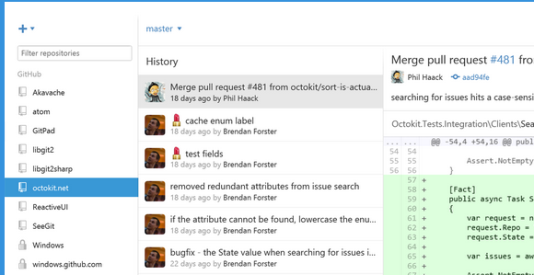 master
Filter repositories
GitHub
Akavache
atom
GitPad
libgit2
libgit2sharp
octokit.net
ReactiveUI
SeeGit
Windows
windows.github.com
History
Merge pull request #481 from octokit/sort-is-actua...
18 days ago by Phil Haack
cache enum label
18 days ago by Brendan Forster
test fields
18 days ago by Brendan Forster
removed redundant attributes from issue search
18 days ago by Brendan Forster
if the attribute cannot be found, lowercase the enu...
18 days ago by Brendan Forster
bugfix - the State value when searching for issues i...
22 days ago by Brendan Forster
Merge pull request #481 fro
Phil Haack aad94fe
searching for issues hits a case-sensi
Octokit.Tests.Integration\Clients\Sea
... ... @@ -54,4 +54,16 @@ publ
54 54
55 55 Assert.NotEmpty
56 56 }
57 +
58 + [Fact]
59 + public async Task S
60 + {
61 + var request = n
62 + request.Repo =
63 + request.State =
64 +
65 + var issues = aw
66 +